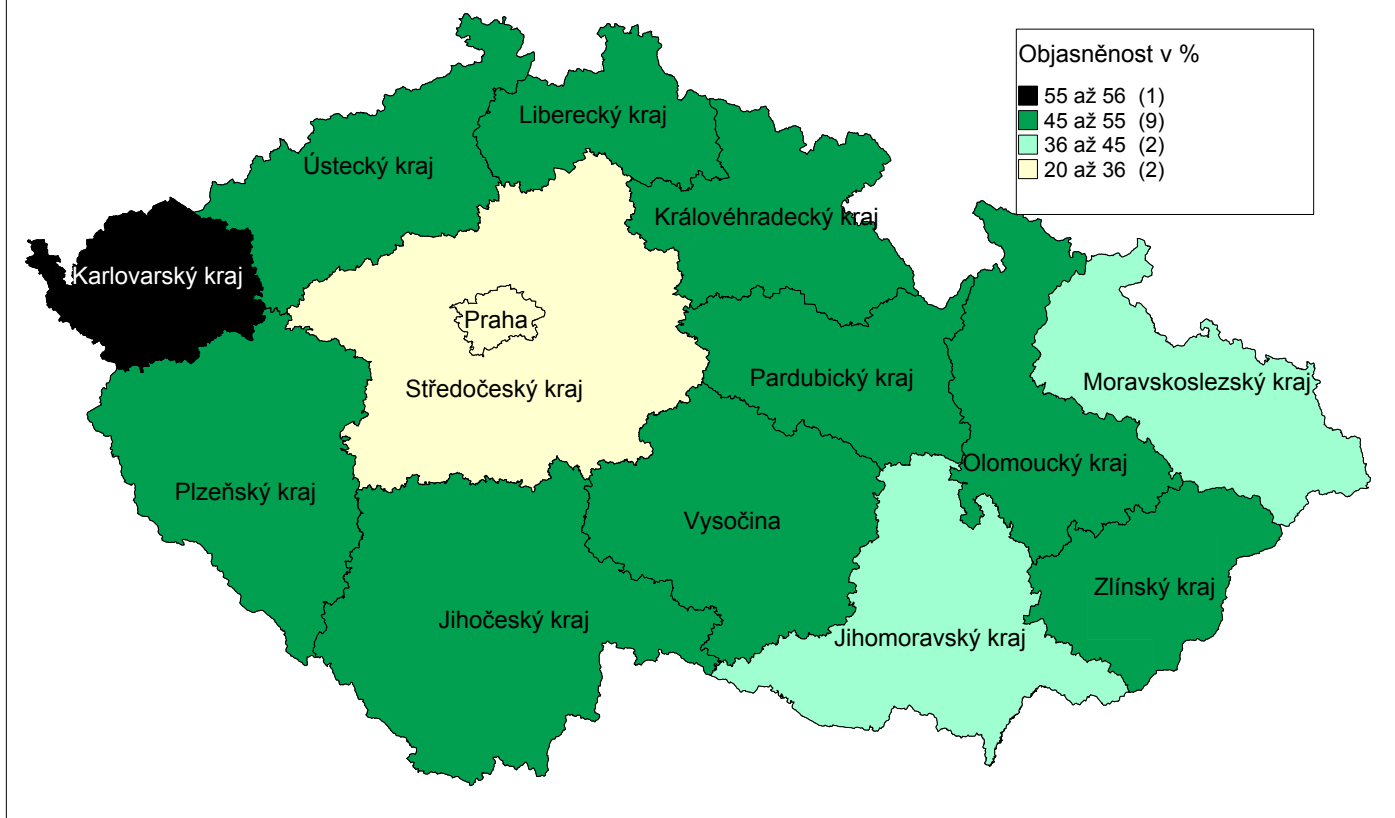 Objasněnost v %
55 až 56 (1)
45 až 55 (9)
36 až 45 (2)
20 až 36 (2)
Liberecký kraj
Ústecký kraj
Královéhradecký kraj
Karlovarský kraj
Praha
Středočeský kraj
Pardubický kraj
Moravskoslezský kraj
Olomoucký kraj
Plzeňský kraj
Vysočina
Zlínský kraj
Jihočeský kraj
Jihomoravský kraj